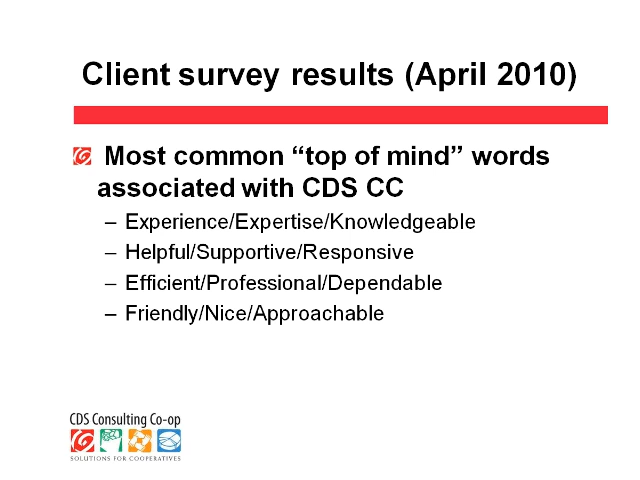 Client survey results (April 2010)
Most common “top of mind” words
associated with CDS CC
– Experience/Expertise/Knowledgeable
– Helpful/Supportive/Responsive
– Efficient/Professional/Dependable
– Friendly/Nice/Approachable
CDS Consulting Co-op
SOLUTIONS FOR COOPERATIVES